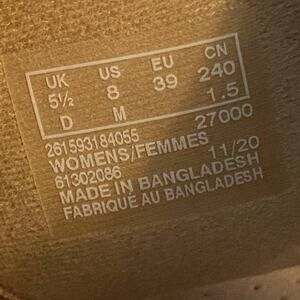 UK US EU CN
5½ 8 39 240
D M 1.5
261593184055 27000
WOMENS/FEMMES
61302086 11/20
MADE IN BANGLADESH
FABRIQUÉ AU BANGLADESH